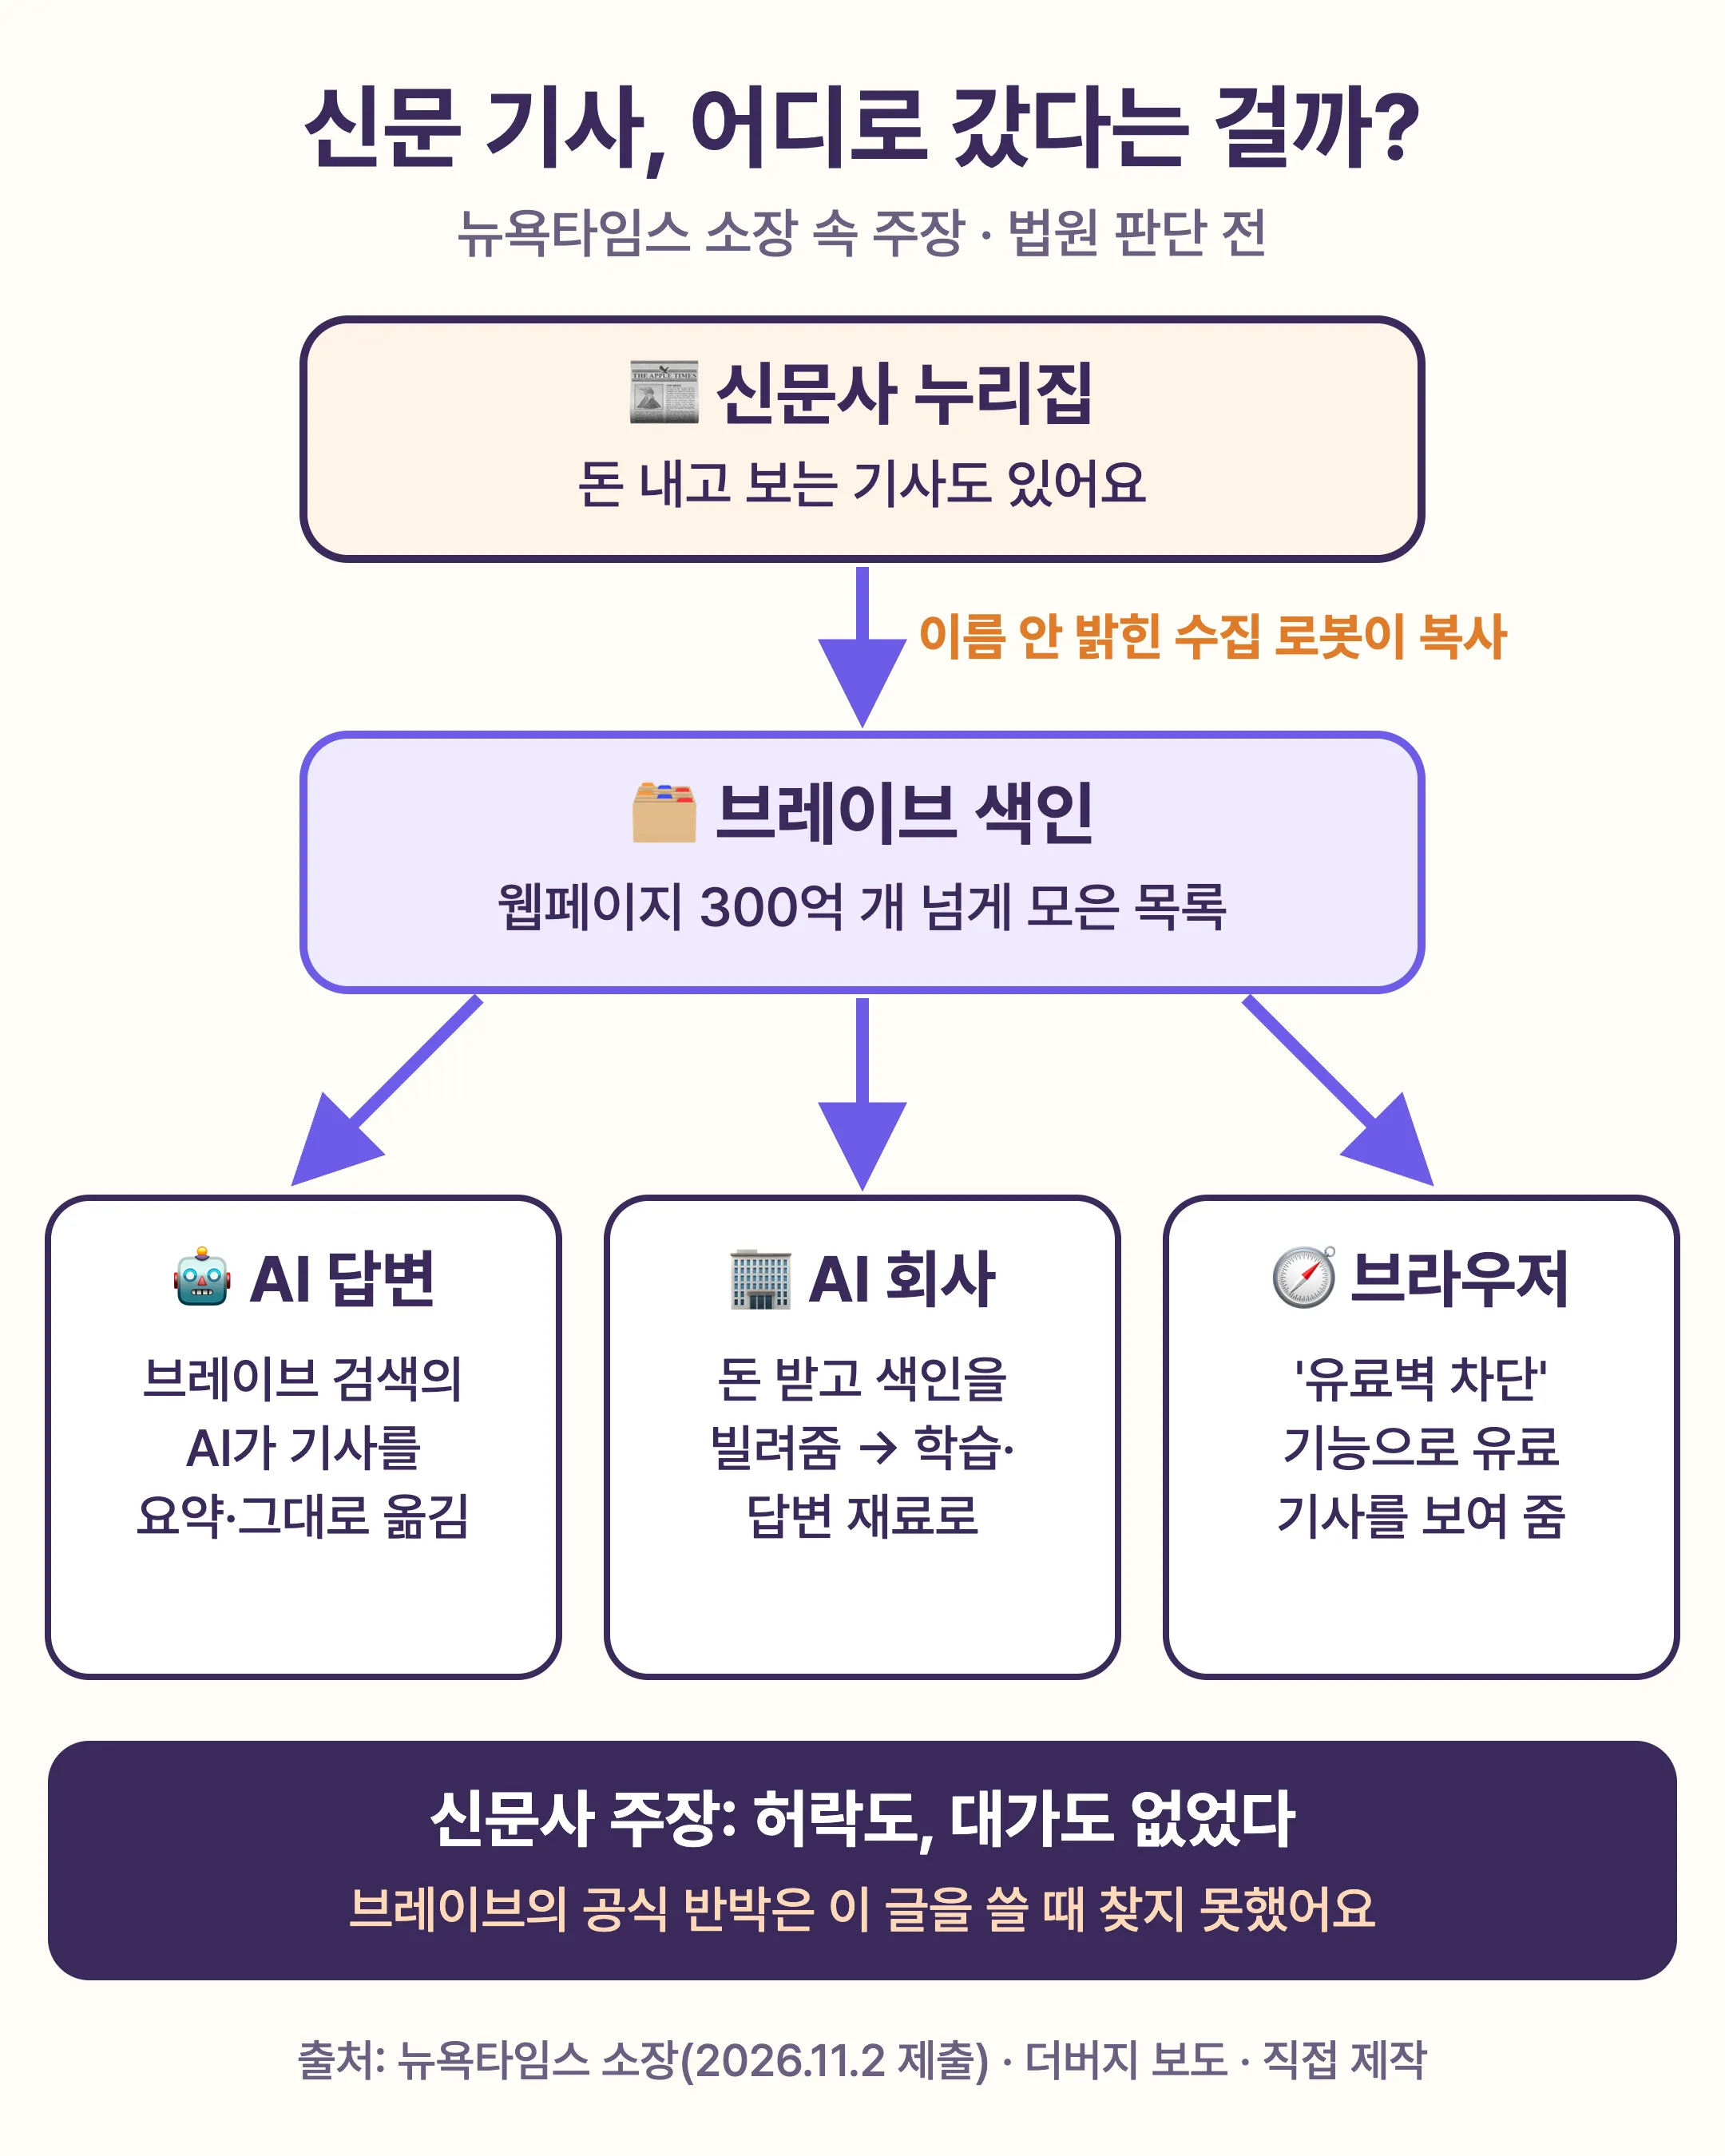 신문 기사, 어디로 갔다는 걸까?
뉴욕타임스 소장 속 주장 · 법원 판단 전
THE APPLE TIMES
신문사 누리집
돈 내고 보는 기사도 있어요
이름 안 밝힌 수집 로봇이 복사
브레이브 색인
웹페이지 300억 개 넘게 모은 목록
AI 답변
브레이브 검색의
AI가 기사를
요약·그대로 옮김
AI 회사
돈 받고 색인을
빌려줌 → 학습·
답변 재료로
브라우저
'유료벽 차단'
기능으로 유료
기사를 보여 줌
신문사 주장: 허락도, 대가도 없었다
브레이브의 공식 반박은 이 글을 쓸 때 찾지 못했어요
출처: 뉴욕타임스 소장(2026.11.2 제출) · 더버지 보도 · 직접 제작